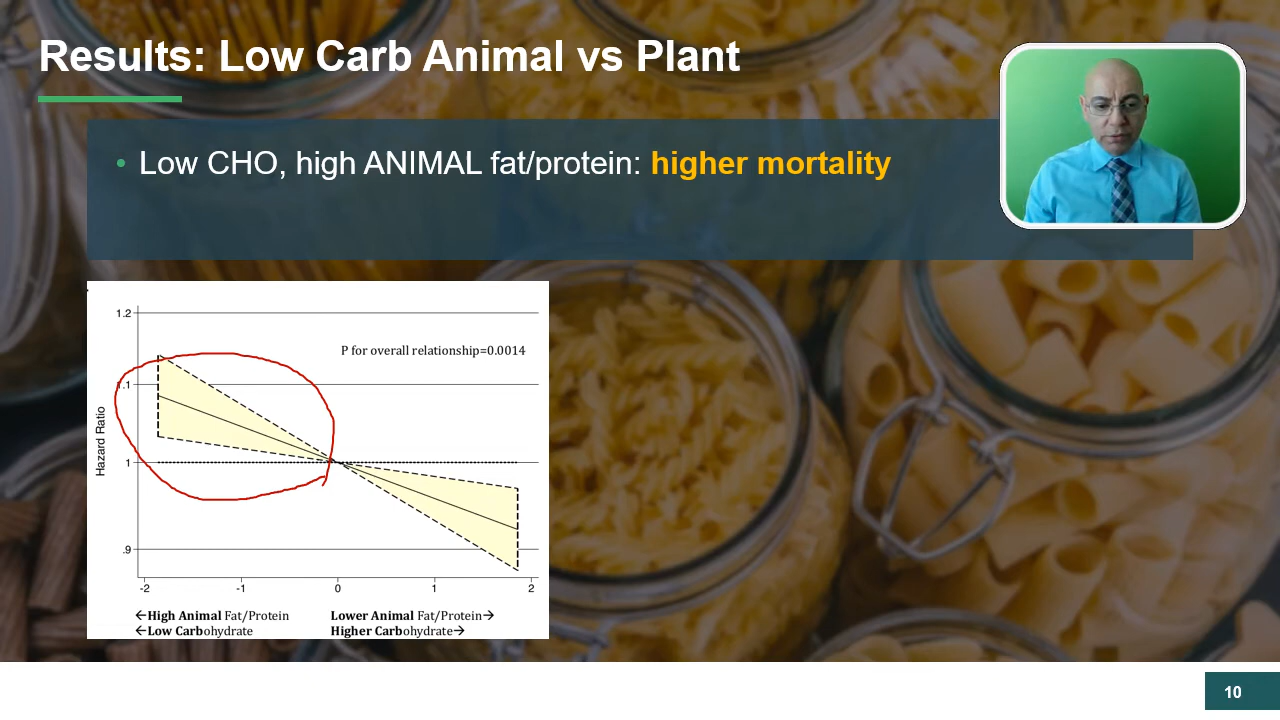 Results: Low Carb Animal vs Plant
• Low CHO, high ANIMAL fat/protein: higher mortality
1.2
P for overall relationship=0.0014
1.1
Hazard Ratio
1
.9
-2 -1 0 1 2
←High Animal Fat/Protein Lower Animal Fat/Protein→
←Low Carbohydrate Higher Carbohydrate→
10